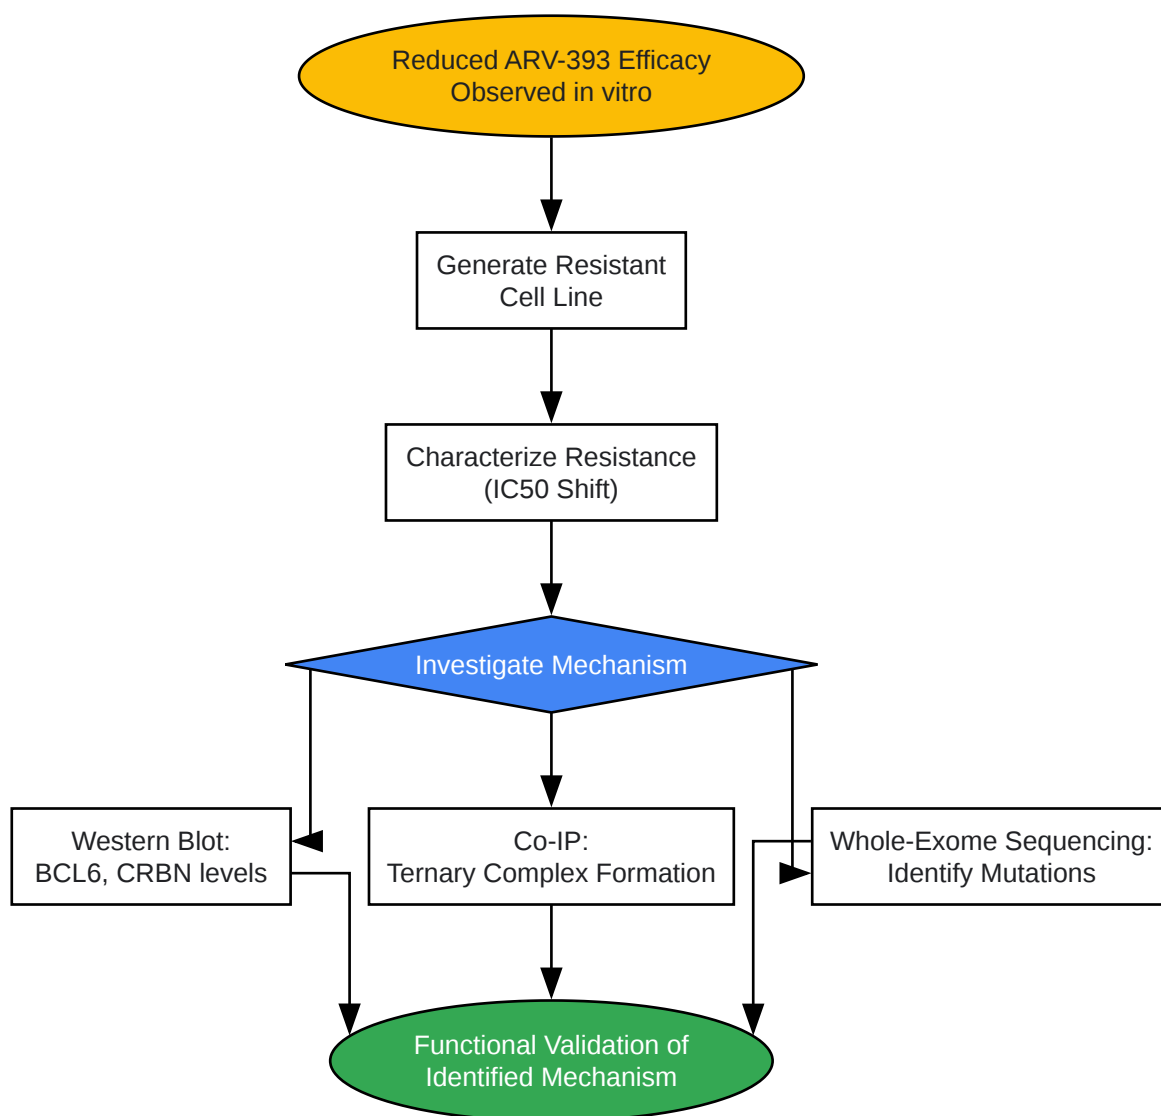 Reduced ARV-393 Efficacy
Observed in vitro
Generate Resistant
Cell Line
Characterize Resistance
(IC50 Shift)
Investigate Mechanism
Western Blot:
BCL6, CRBN levels
Co-IP:
Ternary Complex Formation
Whole-Exome Sequencing:
Identify Mutations
Functional Validation of
Identified Mechanism